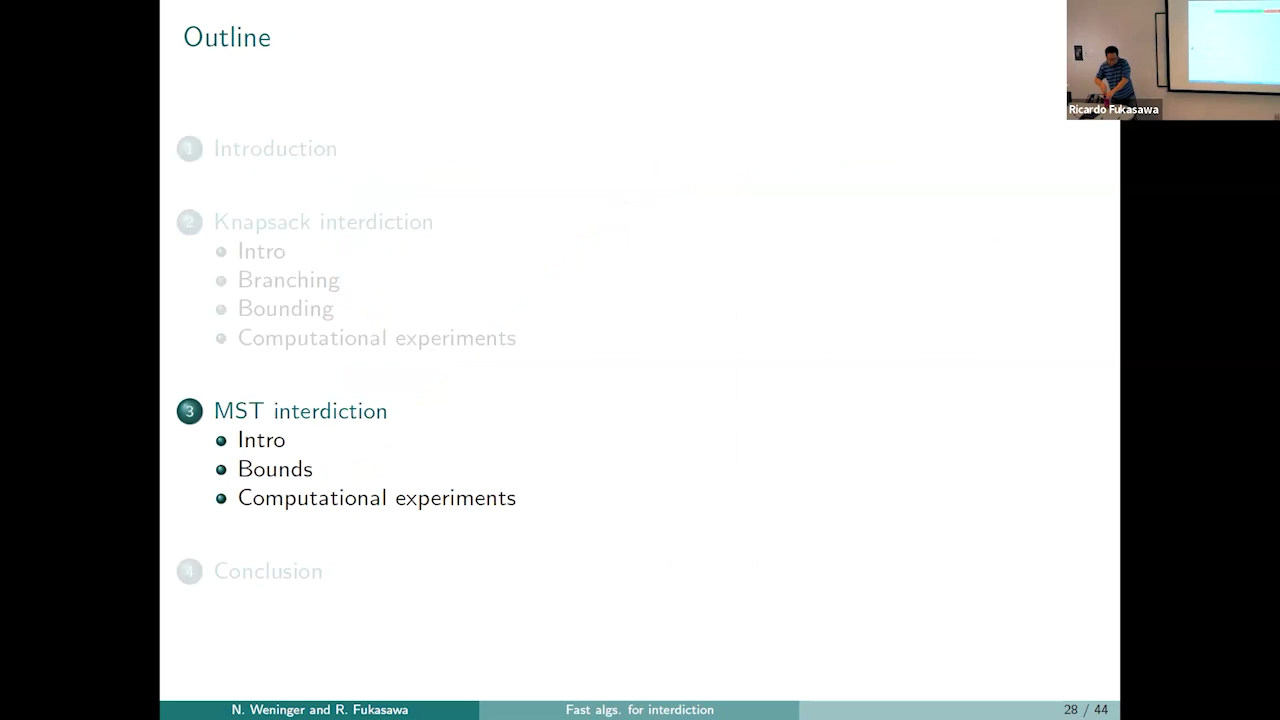 Outline
Ricardo Fukasawa
1 Introduction
2 Knapsack interdiction
Intro
Branching
Bounding
Computational experiments
3 MST interdiction
Intro
Bounds
Computational experiments
4 Conclusion
N. Weninger and R. Fukasawa Fast algs. for interdiction 28 / 44